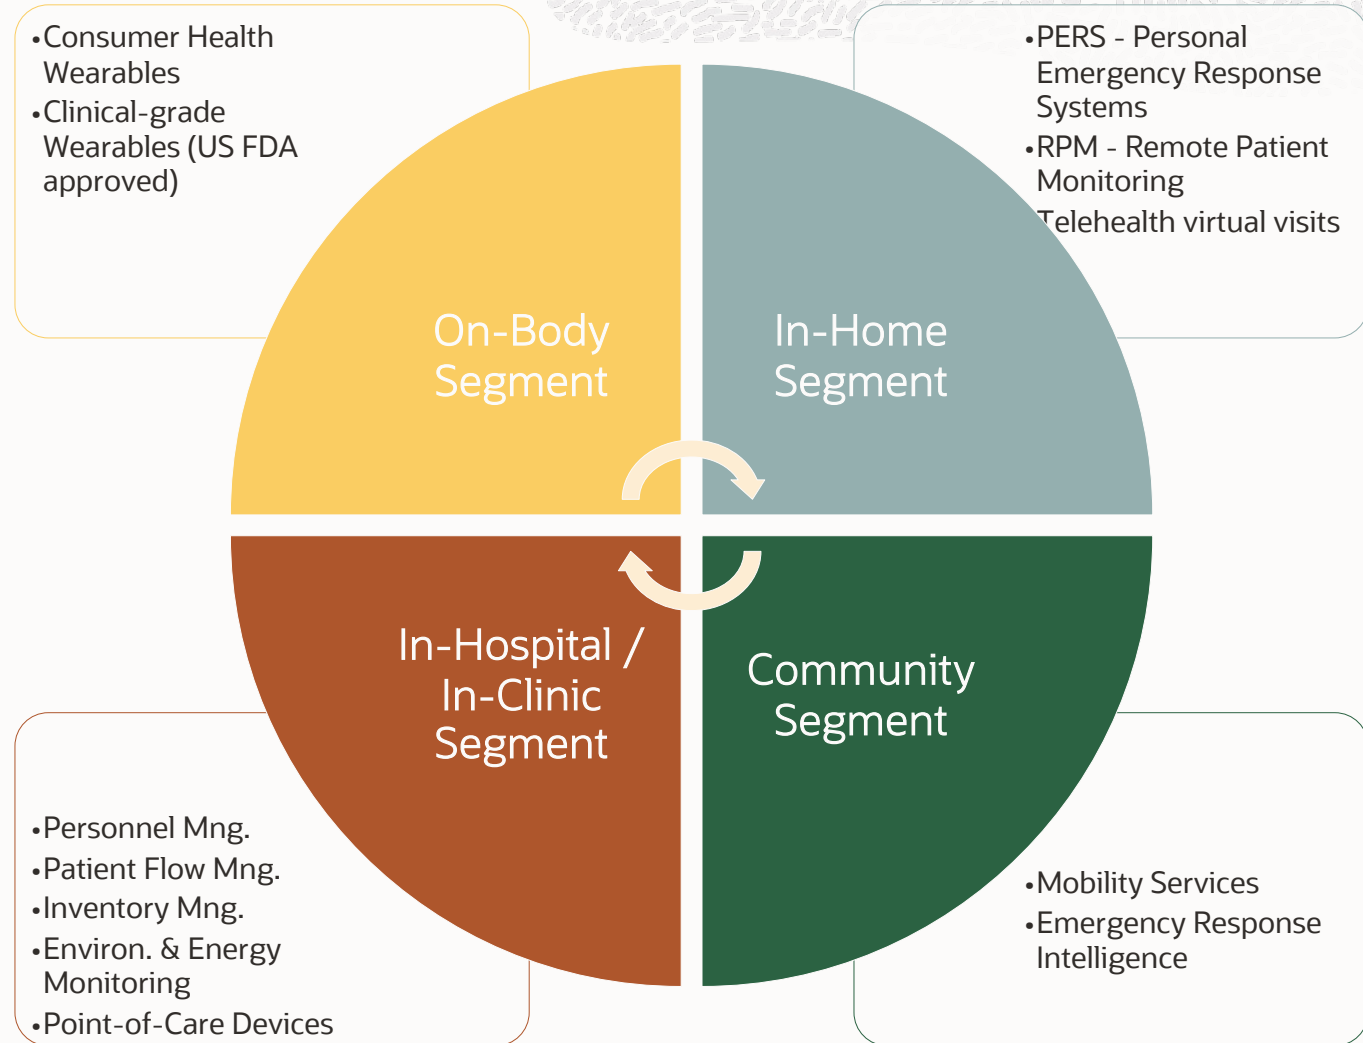 •Consumer Health
Wearables
•Clinical-grade
Wearables (US FDA
approved)
•PERS - Personal
Emergency Response
Systems
•RPM - Remote Patient
Monitoring
Telehealth virtual visits
On-Body
Segment
In-Home
Segment
In-Hospital /
In-Clinic
Segment
Community
Segment
•Personnel Mng.
•Patient Flow Mng.
•Inventory Mng.
•Environ. & Energy
Monitoring
•Point-of-Care Devices
•Mobility Services
•Emergency Response
Intelligence